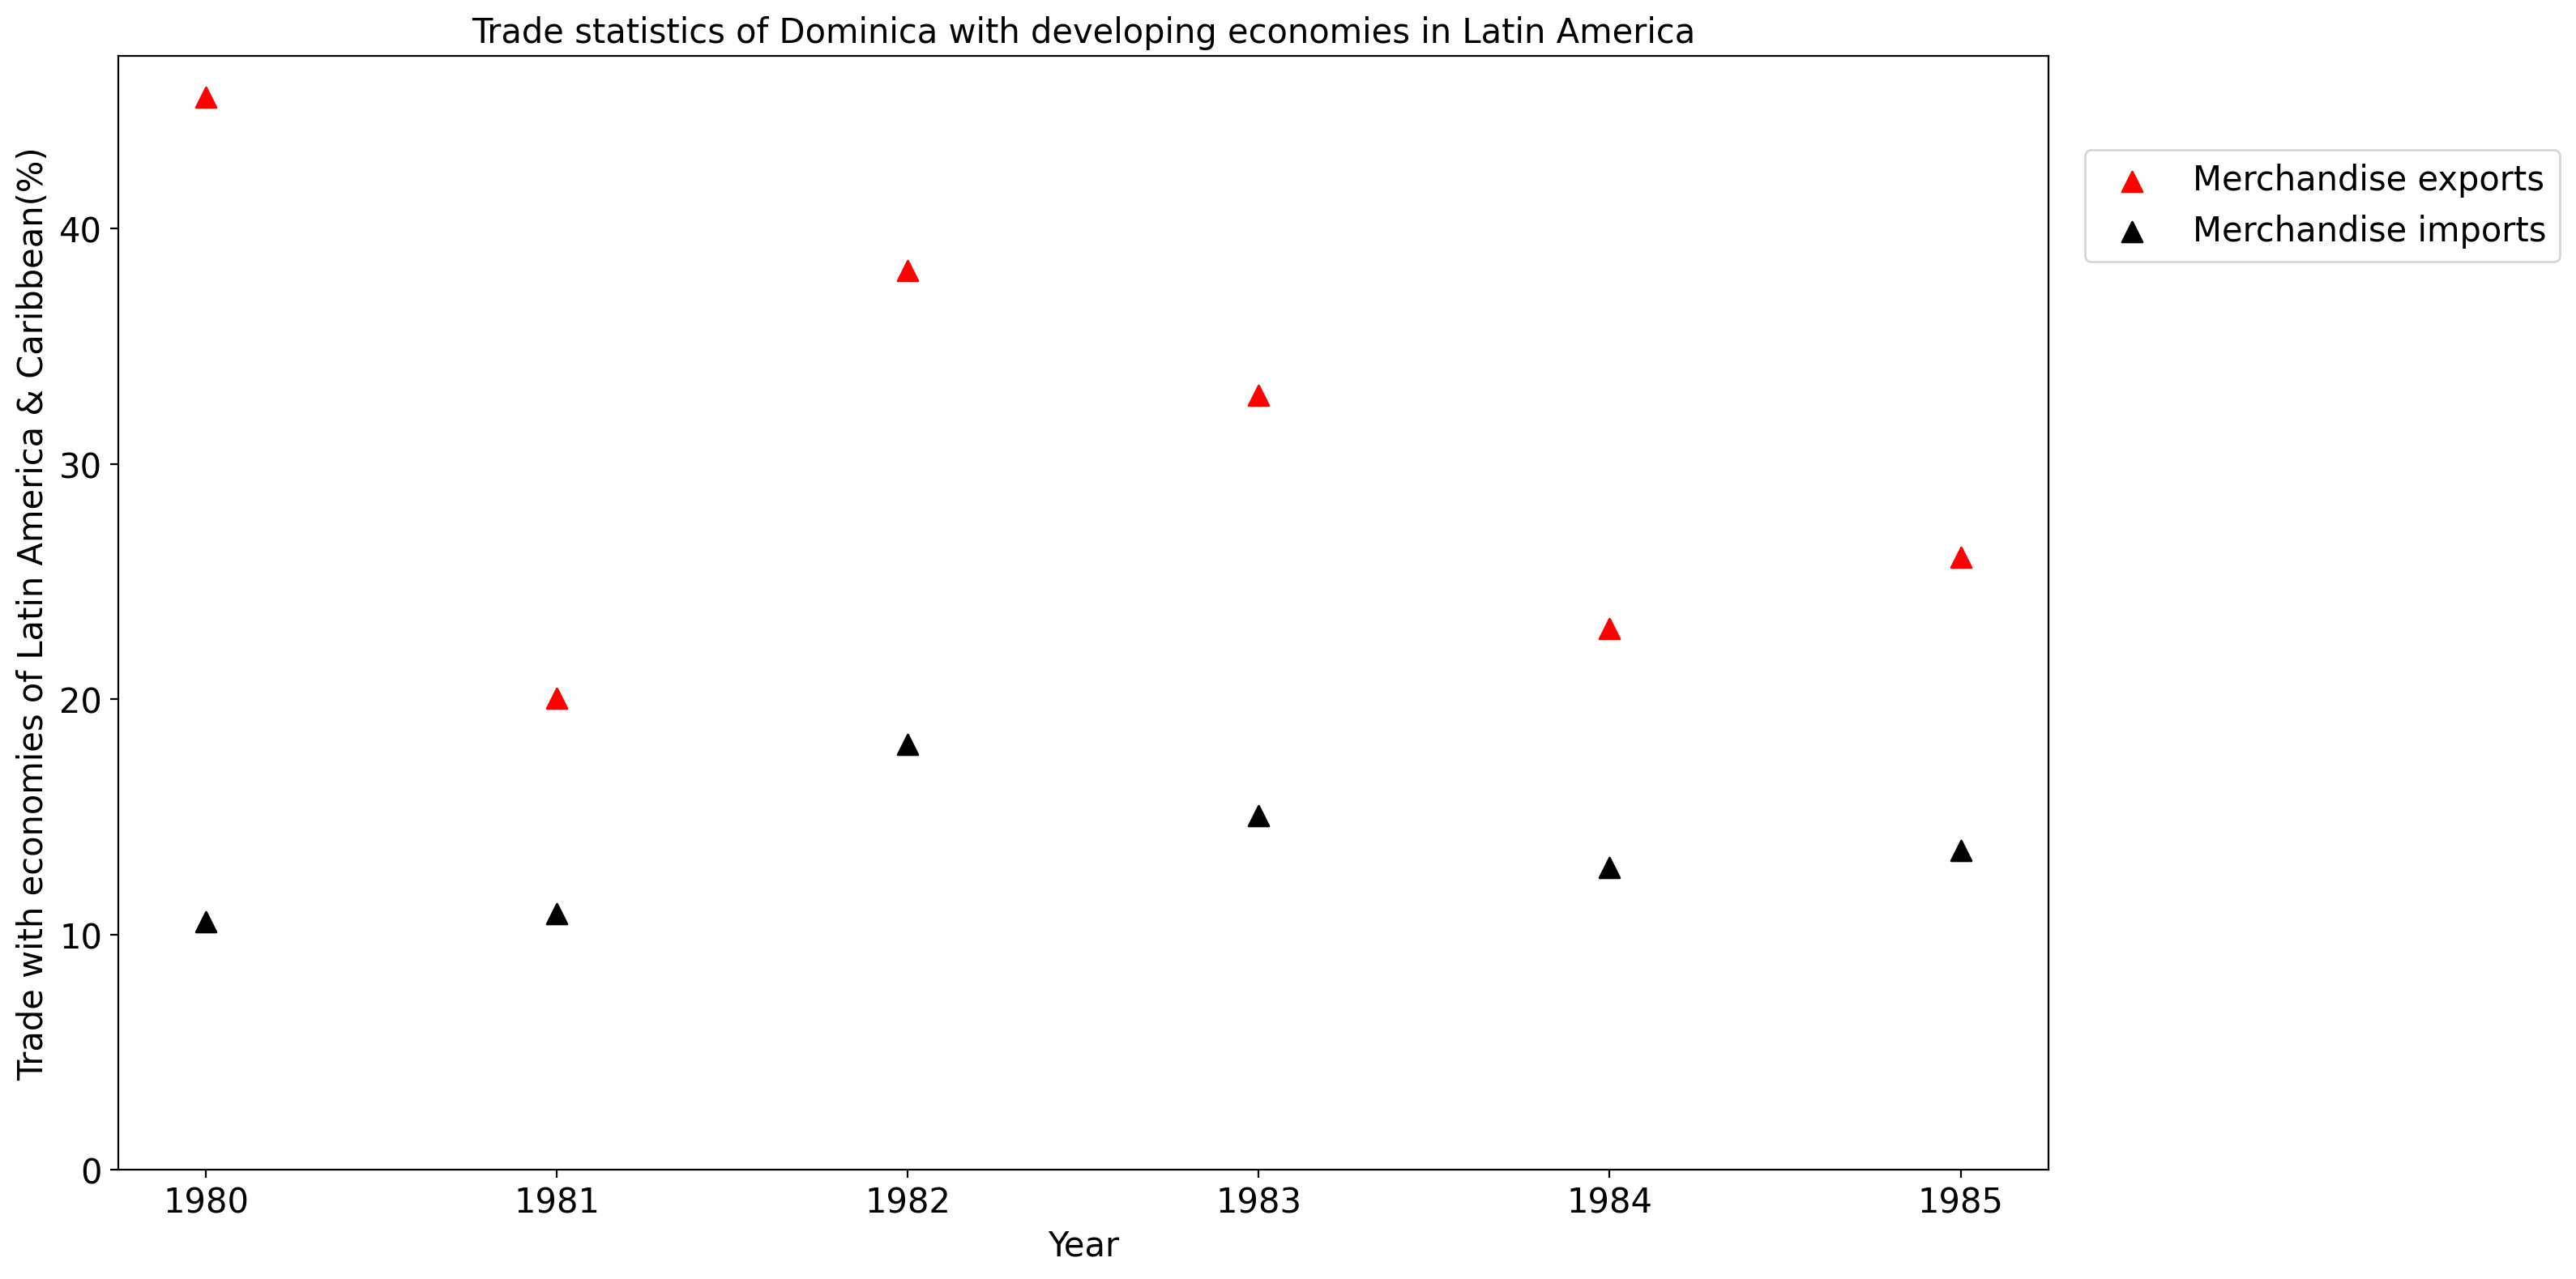 Trade statistics of Dominica with developing economies in Latin America
Trade with economies of Latin America & Caribbean(%)
40
30
20
10
0
1980 1981 1982 1983 1984 1985
Year
Merchandise exports
Merchandise imports